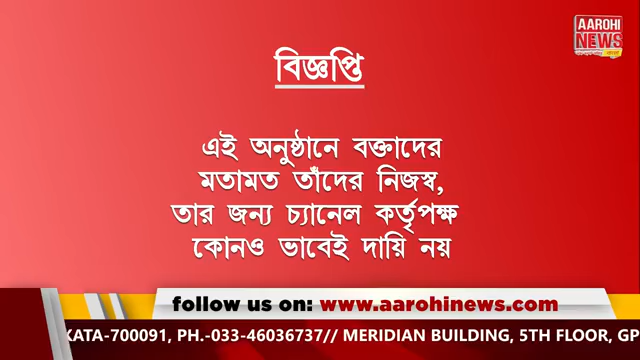 AAROHI
NEWS
বিজ্ঞপ্তি
এই অনুষ্ঠানে বক্তাদের
মতামত তাঁদের নিজস্ব,
তার জন্য চ্যানেল কর্তৃপক্ষ
কোনও ভাবেই দায়ি নয়
follow us on: www.aarohinews.com
KATA-700091, PH.-033-46036737// MERIDIAN BUILDING, 5TH FLOOR, GP